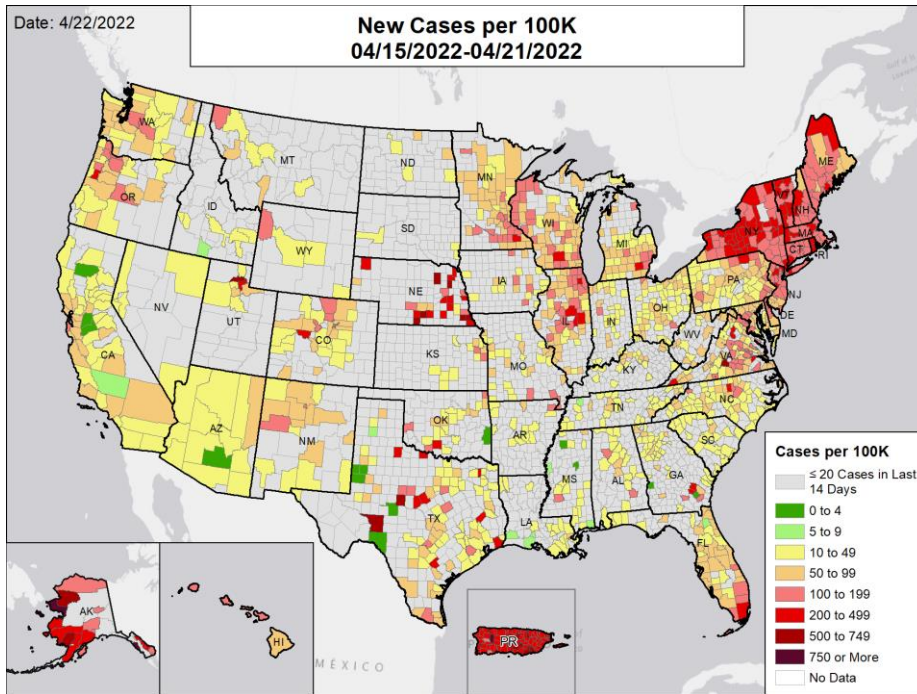 Date: 4/22/2022
New Cases per 100K
04/15/2022-04/21/2022
WA
MT
ND
MN
ME
OR
ID
WY
SD
WI
MI
NY
VT
NH
MA
CT
RI
NV
UT
CO
NE
IA
IL
IN
OH
PA
NJ
DE
MD
CA
KS
MO
KY
WV
VA
AZ
NM
OK
AR
TN
NC
SC
TX
LA
MS
AL
GA
FL
AK
HI
PR
MÉXICO
Cases per 100K
≤ 20 Cases in Last
14 Days
0 to 4
5 to 9
10 to 49
50 to 99
100 to 199
200 to 499
500 to 749
750 or More
No Data